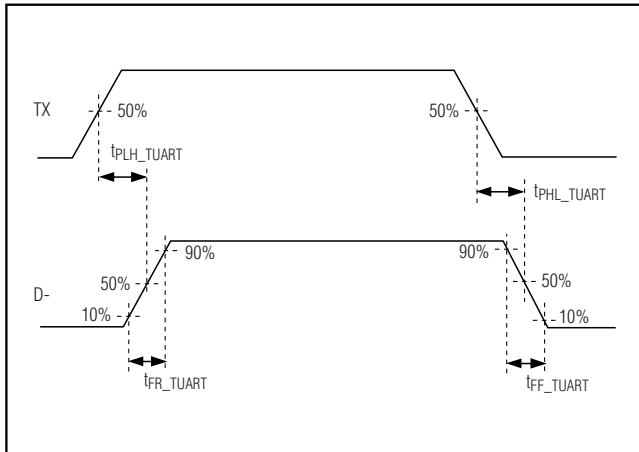 TX
50%
50%
tPLH_TUART
tPHL_TUART
90%
90%
D-
50%
50%
10%
10%
tFR_TUART
tFF_TUART